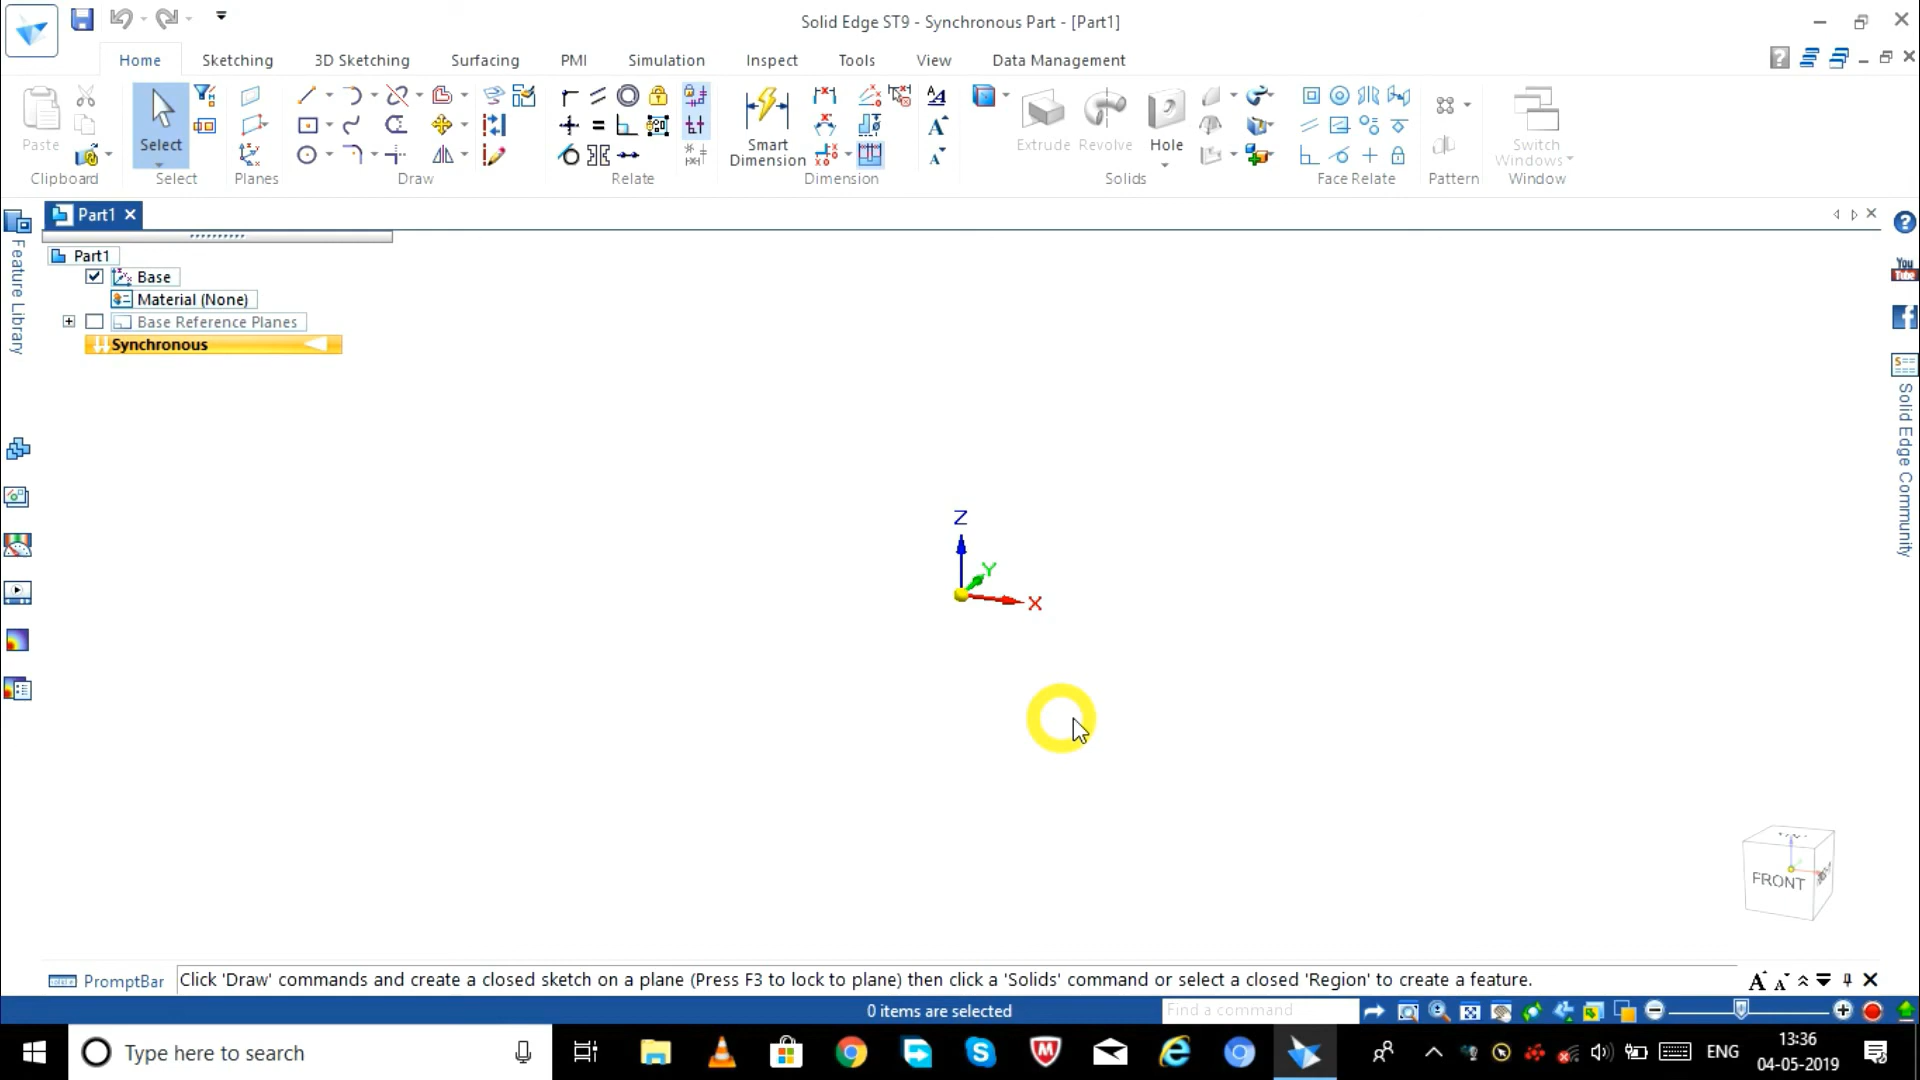 Solid Edge ST9 - Synchronous Part - [Part1]
Home Sketching 3D Sketching Surfacing PMI Simulation Inspect Tools View Data Management
Paste
Clipboard
Select
Select
Planes
Draw
Relate
Smart
Dimension
Dimension
Extrude Revolve Hole
Solids
Face Relate
Pattern
Switch
Windows
Window
Part1
Feature Library
Part1
Base
Material (None)
Base Reference Planes
Synchronous
You
Tube
Solid Edge Community
Z
Y
X
FRONT
PromptBar
Click 'Draw' commands and create a closed sketch on a plane (Press F3 to lock to plane) then click a 'Solids' command or select a closed 'Region' to create a feature.
0 items are selected
Find a command
Type here to search
ENG
13:36
04-05-2019